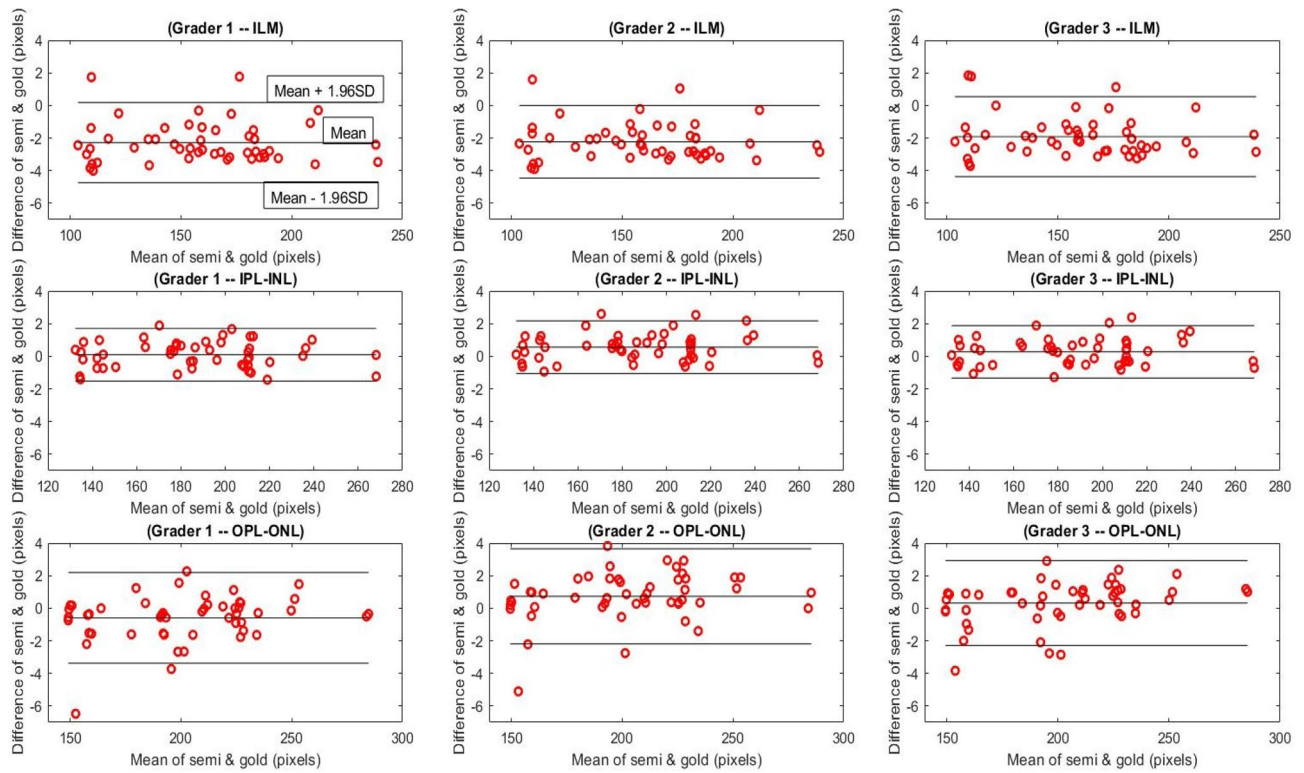 (Grader 1 -- ILM)
Difference of semi & gold (pixels)
4
2
0
-2
-4
-6
Mean + 1.96SD
Mean
Mean - 1.96SD
100 150 200 250
Mean of semi & gold (pixels)
(Grader 2 -- ILM)
Difference of semi & gold (pixels)
4
2
0
-2
-4
-6
100 150 200 250
Mean of semi & gold (pixels)
(Grader 3 -- ILM)
Difference of semi & gold (pixels)
4
2
0
-2
-4
-6
100 150 200 250
Mean of semi & gold (pixels)
(Grader 1 -- IPL-INL)
Difference of semi & gold (pixels)
4
2
0
-2
-4
-6
120 140 160 180 200 220 240 260 280
Mean of semi & gold (pixels)
(Grader 2 -- IPL-INL)
Difference of semi & gold (pixels)
4
2
0
-2
-4
-6
120 140 160 180 200 220 240 260 280
Mean of semi & gold (pixels)
(Grader 3 -- IPL-INL)
Difference of semi & gold (pixels)
4
2
0
-2
-4
-6
120 140 160 180 200 220 240 260 280
Mean of semi & gold (pixels)
(Grader 1 -- OPL-ONL)
Difference of semi & gold (pixels)
4
2
0
-2
-4
-6
150 200 250 300
Mean of semi & gold (pixels)
(Grader 2 -- OPL-ONL)
Difference of semi & gold (pixels)
4
2
0
-2
-4
-6
150 200 250 300
Mean of semi & gold (pixels)
(Grader 3 -- OPL-ONL)
Difference of semi & gold (pixels)
4
2
0
-2
-4
-6
150 200 250 300
Mean of semi & gold (pixels)